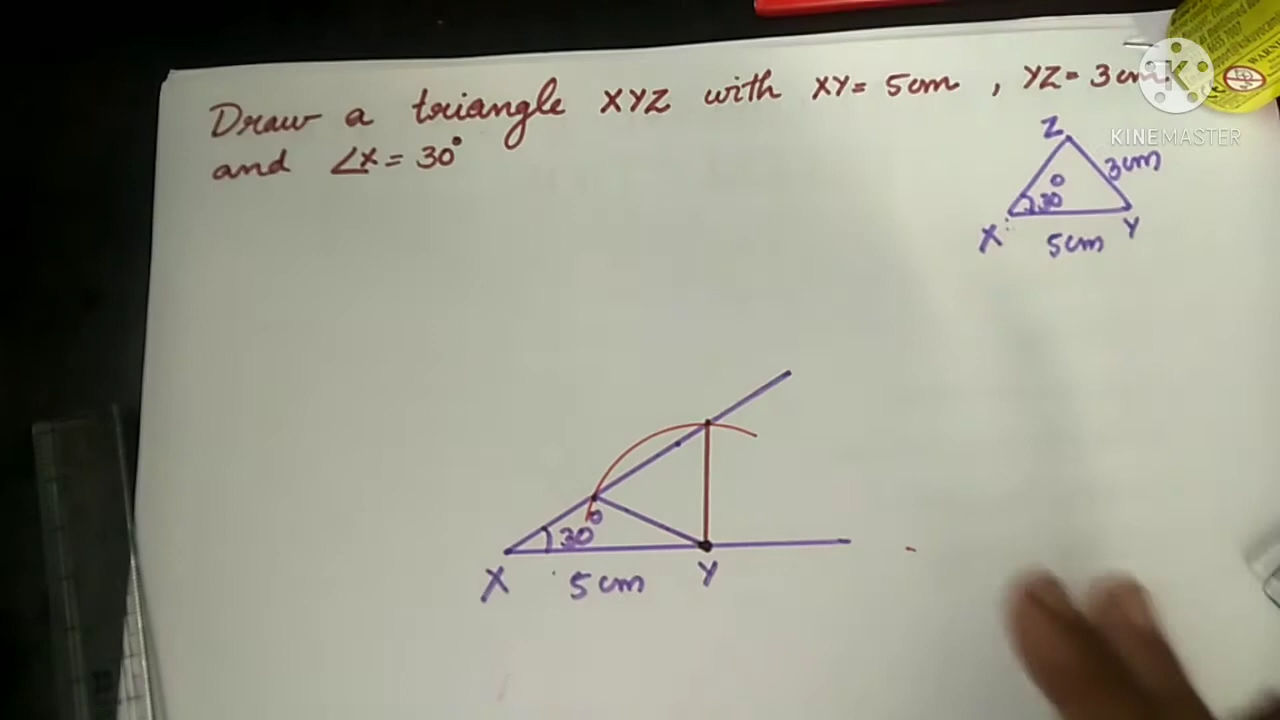 Draw a triangle XYZ with XY = 5cm , YZ = 3cm
and ∠X = 30°
K
KINEMASTER
Z
3cm
30°
X
Y
5cm
30°
X
5cm
Y